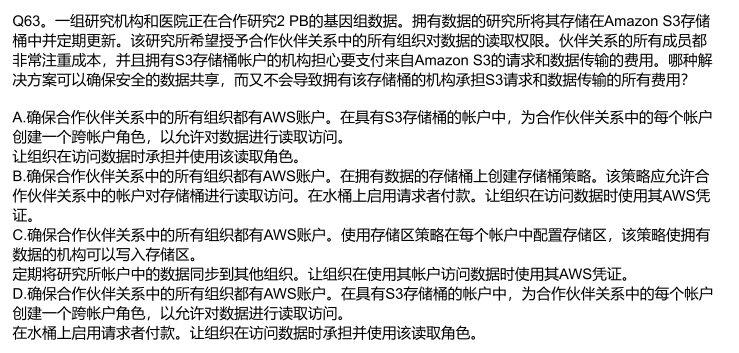 Q63。一组研究机构和医院正在合作研究2 PB的基因组数据。拥有数据的研究所将其存储在Amazon S3存储
桶中并定期更新。该研究所希望授予合作伙伴关系中的所有组织对数据的读取权限。伙伴关系的所有成员都
非常注重成本，并且拥有S3存储桶帐户的机构担心要支付来自Amazon S3的请求和数据传输的费用。哪种解
决方案可以确保安全的数据共享，而又不会导致拥有该存储桶的机构承担S3请求和数据传输的所有费用？
A.确保合作伙伴关系中的所有组织都有AWS账户。在具有S3存储桶的帐户中，为合作伙伴关系中的每个帐户
创建一个跨帐户角色，以允许对数据进行读取访问。
让组织在访问数据时承担并使用该读取角色。
B.确保合作伙伴关系中的所有组织都有AWS账户。在拥有数据的存储桶上创建存储桶策略。该策略应允许合
作伙伴关系中的帐户对存储桶进行读取访问。在水桶上启用请求者付款。让组织在访问数据时使用其AWS凭
证。
C.确保合作伙伴关系中的所有组织都有AWS账户。使用存储区策略在每个帐户中配置存储区，该策略使拥有
数据的机构可以写入存储区。
定期将研究所帐户中的数据同步到其他组织。让组织在使用其帐户访问数据时使用其AWS凭证。
D.确保合作伙伴关系中的所有组织都有AWS账户。在具有S3存储桶的帐户中，为合作伙伴关系中的每个帐户
创建一个跨帐户角色，以允许对数据进行读取访问。
在水桶上启用请求者付款。让组织在访问数据时承担并使用该读取角色。